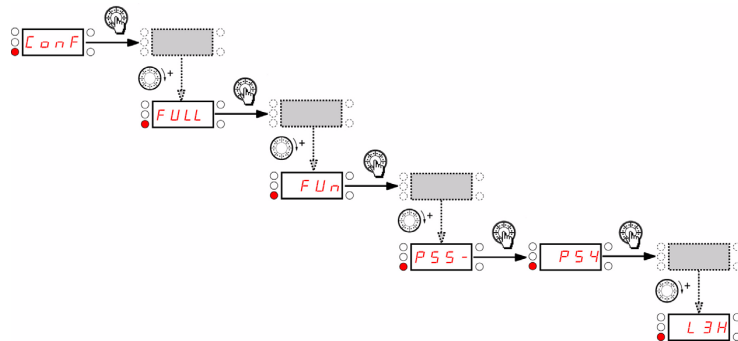 ConF
+
FULL
+
FUn
+
PSS-
PS4
+
L3H